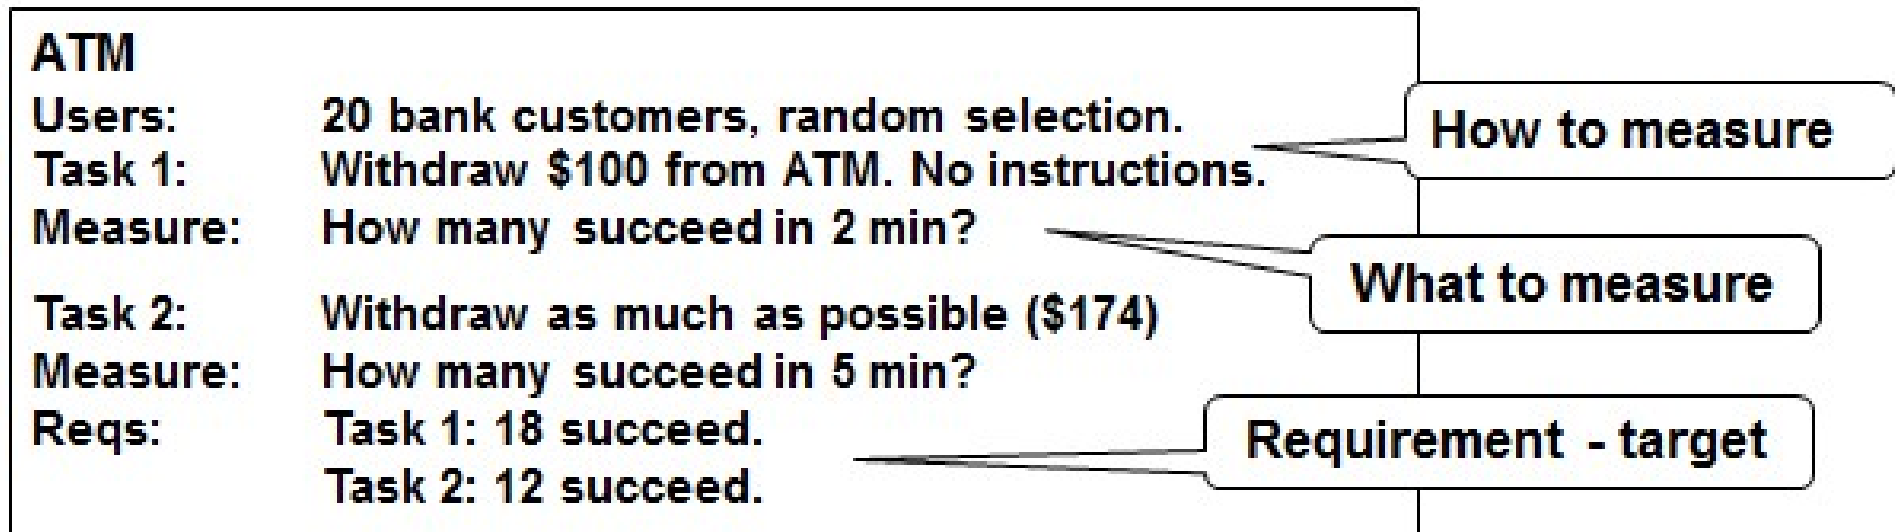 ATM
Users: 20 bank customers, random selection.
Task 1: Withdraw $100 from ATM. No instructions.
Measure: How many succeed in 2 min?
Task 2: Withdraw as much as possible ($174)
Measure: How many succeed in 5 min?
Reqs: Task 1: 18 succeed.
Task 2: 12 succeed.
How to measure
What to measure
Requirement - target